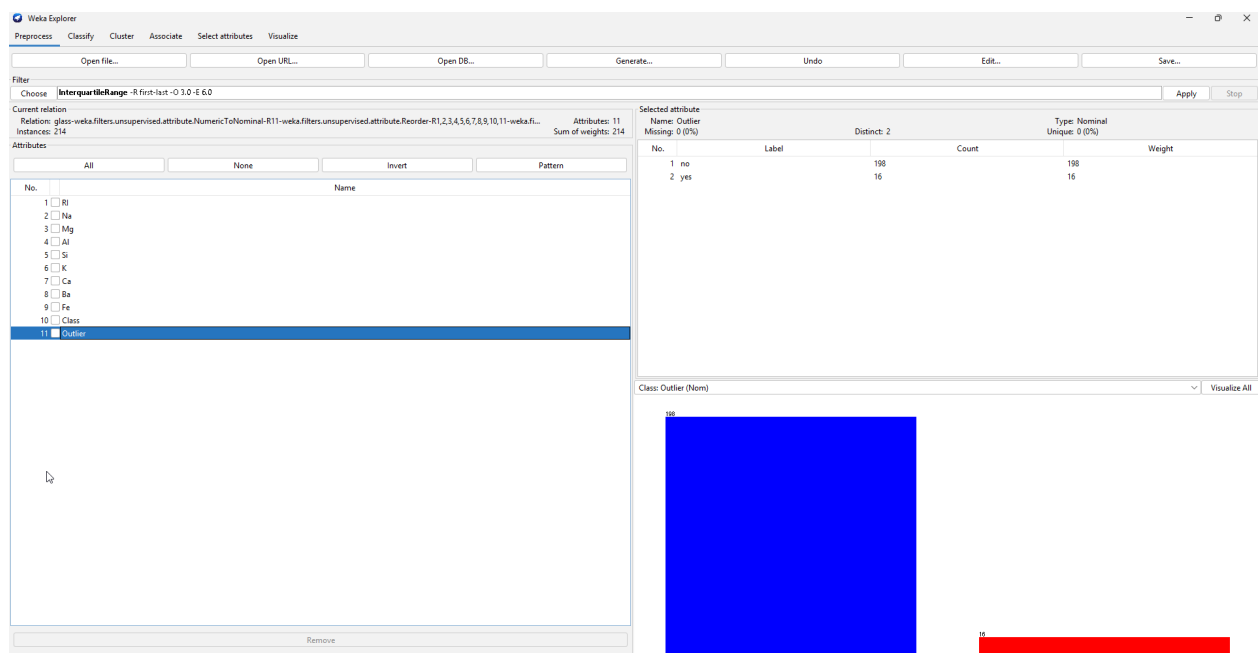 Weka Explorer
Preprocess Classify Cluster Associate Select attributes Visualize
Open file... Open URL... Open DB... Generate... Undo Edit... Save...
Filter
Choose InterquartileRange -R first-last -O 3.0 -E 6.0 Apply Stop
Current relation
Relation: glass-weka.filters.unsupervised.attribute.NumericToNominal-R11-weka.filters.unsupervised.attribute.Reorder-R1,2,3,4,5,6,7,8,9,10,11-weka.fi... Attributes: 11
Instances: 214 Sum of weights: 214
Attributes
All None Invert Pattern
No. Name
1 RI
2 Na
3 Mg
4 Al
5 Si
6 K
7 Ca
8 Ba
9 Fe
10 Class
11 Outlier
Remove
Selected attribute
Name: Outlier Type: Nominal
Missing: 0 (0%) Distinct: 2 Unique: 0 (0%)
No. Label Count Weight
1 no 198 198
2 yes 16 16
Class: Outlier (Nom) Visualize All
198
16